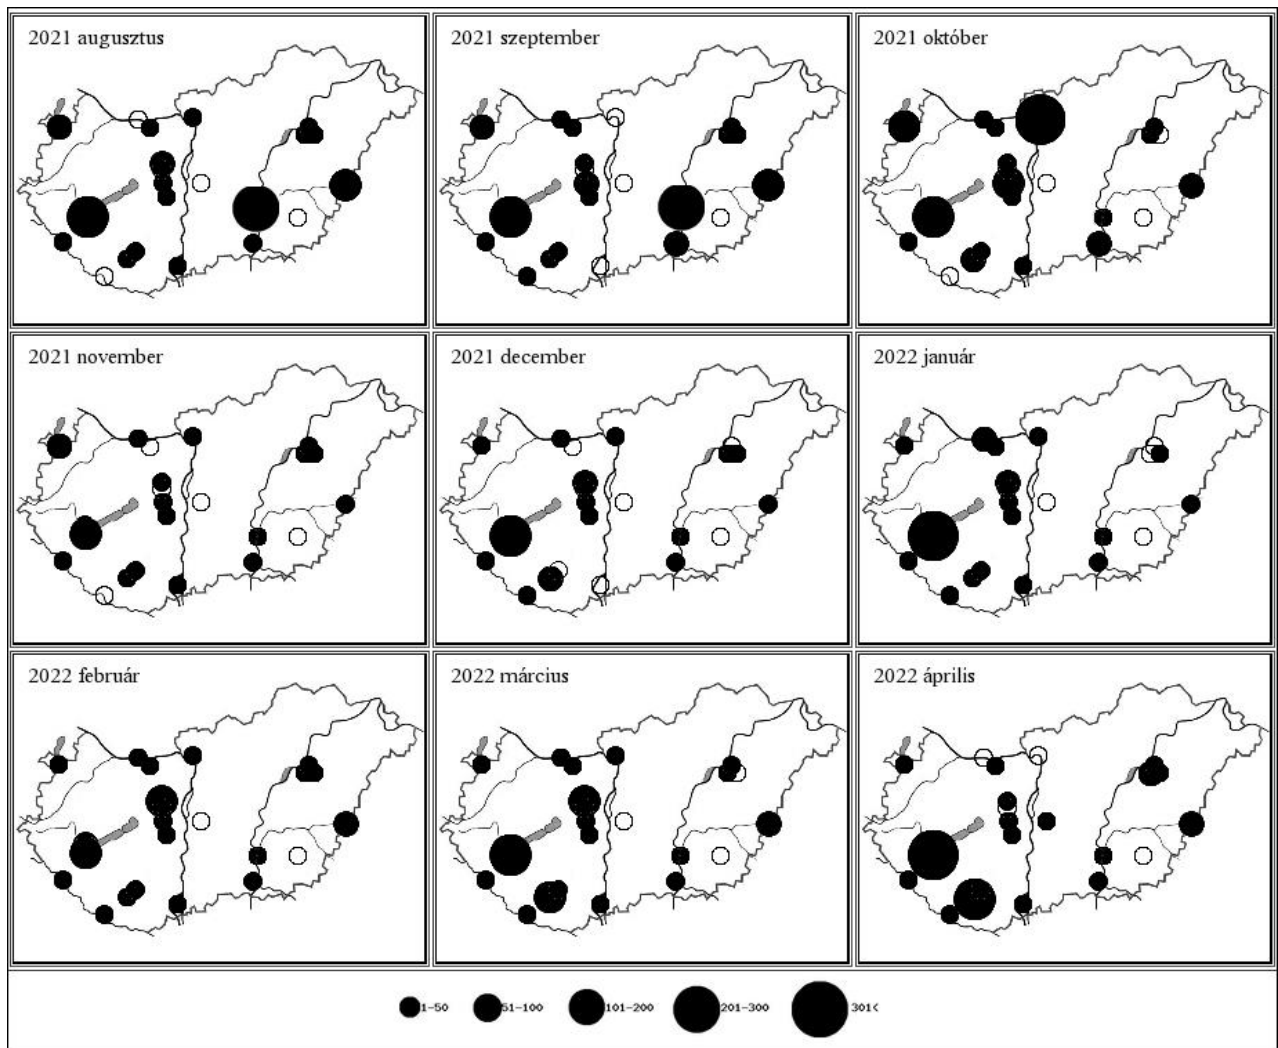 2021 augusztus
2021 szeptember
2021 október
2021 november
2021 december
2022 január
2022 február
2022 március
2022 április
1-50 51-100 101-200 201-300 301<